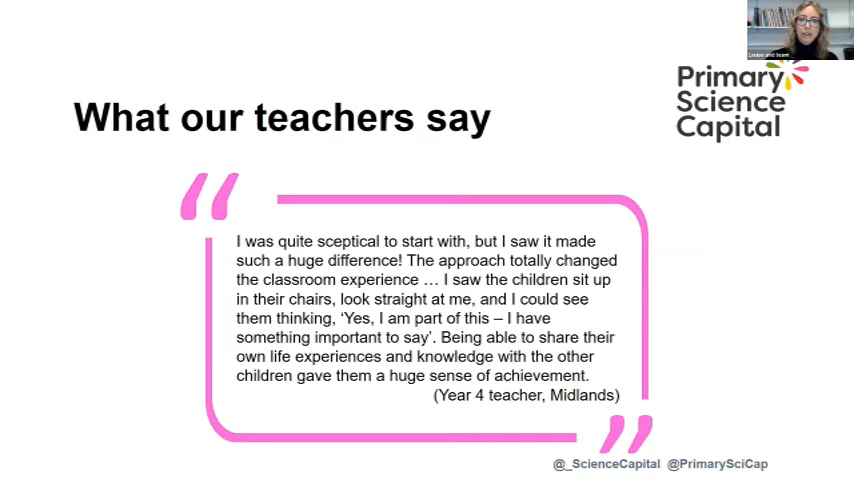 Louise and team
Primary
Science
Capital
What our teachers say
“
I was quite sceptical to start with, but I saw it made
such a huge difference! The approach totally changed
the classroom experience … I saw the children sit up
in their chairs, look straight at me, and I could see
them thinking, ‘Yes, I am part of this – I have
something important to say’. Being able to share their
own life experiences and knowledge with the other
children gave them a huge sense of achievement.
(Year 4 teacher, Midlands)
”
@_ScienceCapital @PrimarySciCap